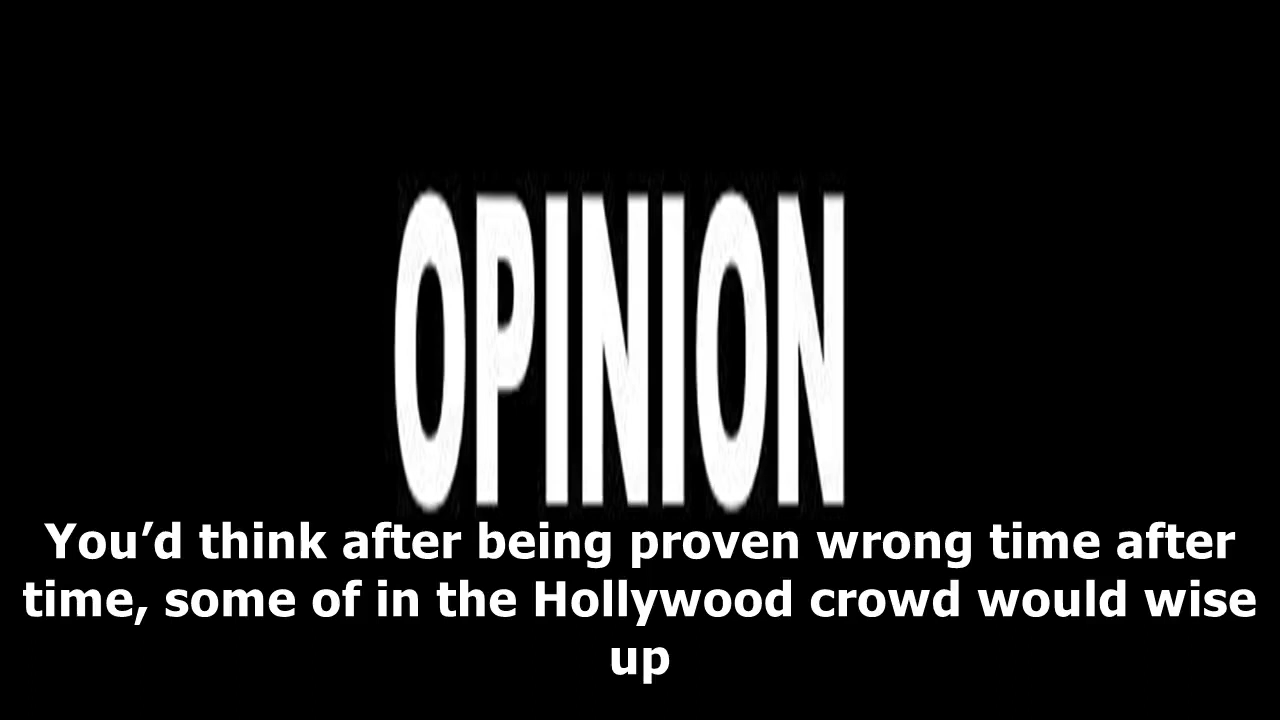 OPINION
You’d think after being proven wrong time after
time, some of in the Hollywood crowd would wise
up